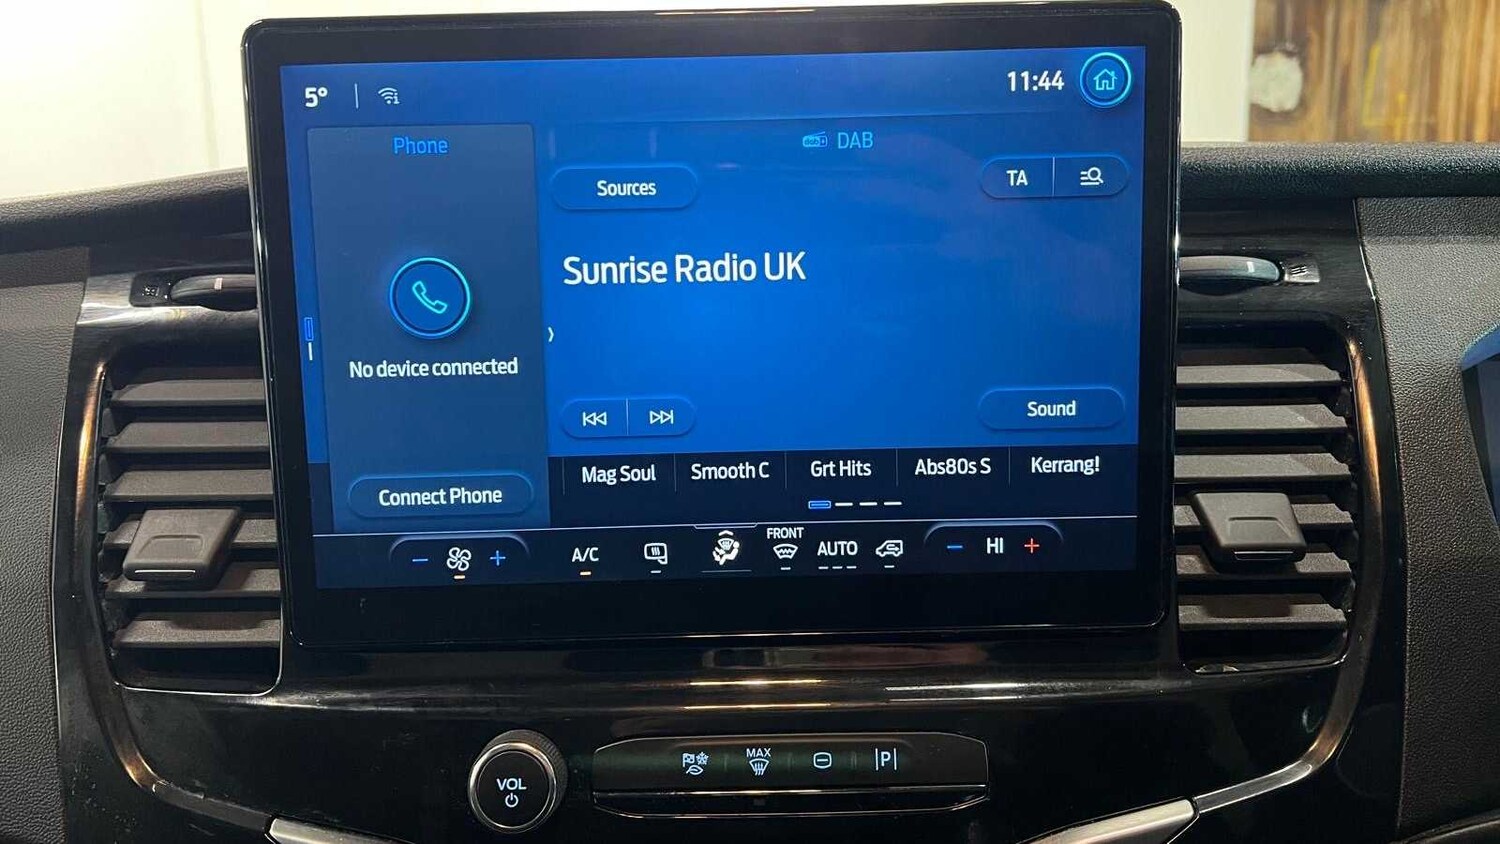 5°
11:44
Phone
DAB
Sources
TA
Sunrise Radio UK
No device connected
Sound
Connect Phone
Mag Soul
Smooth C
Grt Hits
Abs80s S
Kerrang!
- +
A/C
FRONT
AUTO
- HI +
VOL
MAX
P